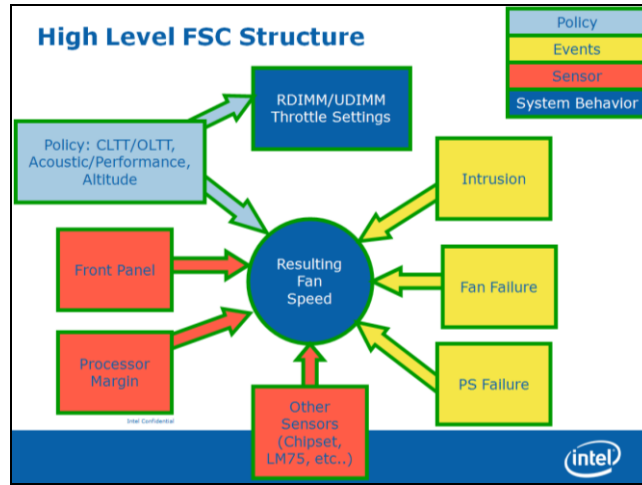 High Level FSC Structure
Policy
Events
Sensor
System Behavior
RDIMM/UDIMM
Throttle Settings
Policy: CLTT/OLTT,
Acoustic/Performance,
Altitude
Intrusion
Front Panel
Resulting
Fan
Speed
Fan Failure
Processor
Margin
PS Failure
Other
Sensors
(Chipset,
LM75, etc..)
Intel Confidential
intel